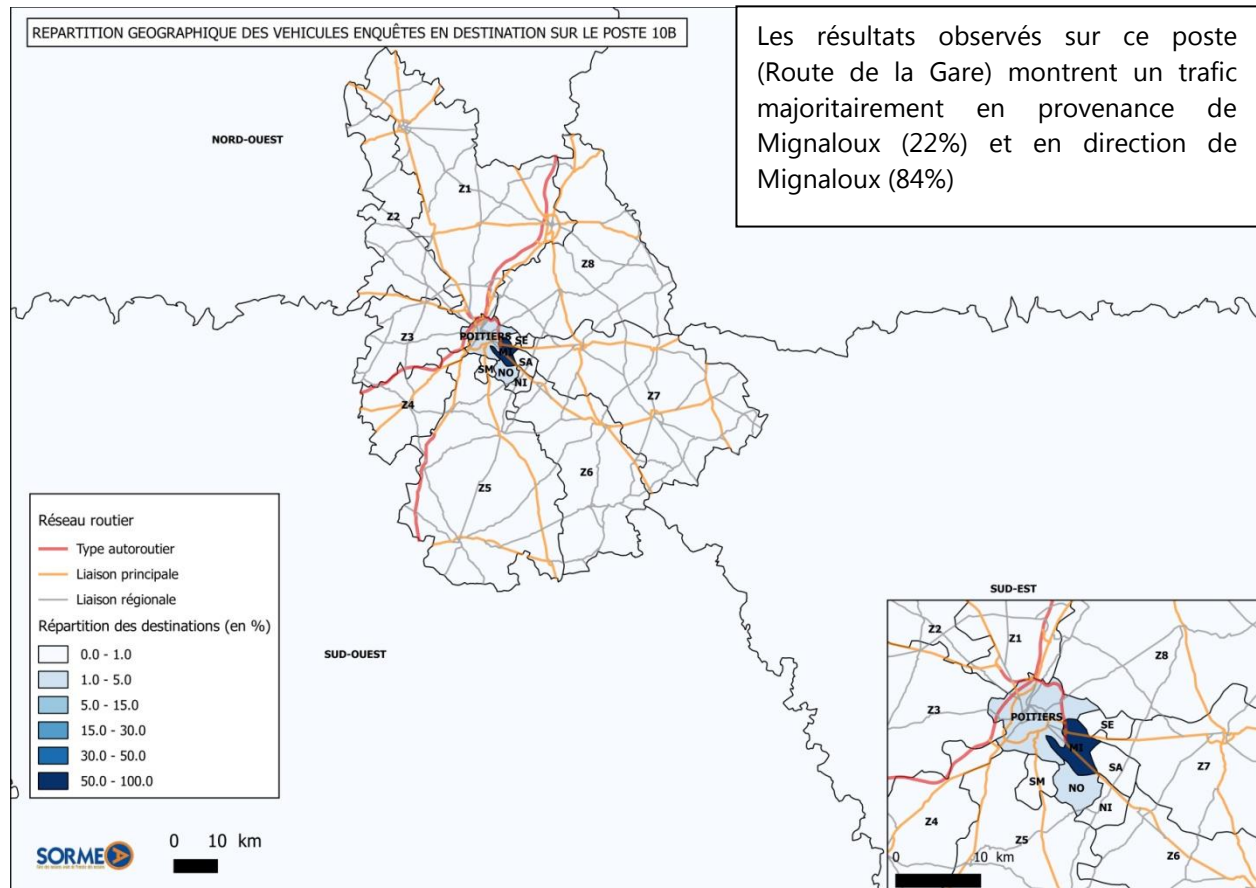 REPARTITION GEOGRAPHIQUE DES VEHICULES ENQUÊTES EN DESTINATION SUR LE POSTE 10B
Les résultats observés sur ce poste
(Route de la Gare) montrent un trafic
majoritairement en provenance de
Mignaloux (22%) et en direction de
Mignaloux (84%)
NORD-OUEST
Z1
Z2
Z8
POITIERS
SE
Z3
MI
SA
SM
NO
NI
Z4
Z7
Z6
Z5
SUD-OUEST
SUD-EST
Réseau routier
Type autoroutier
Liaison principale
Liaison régionale
Répartition des destinations (en %)
0.0 - 1.0
1.0 - 5.0
5.0 - 15.0
15.0 - 30.0
30.0 - 50.0
50.0 - 100.0
SORMEA
0 10 km
Z2
Z1
Z8
Z3
POITIERS
SE
MI
SA
Z7
SM
NO
NI
Z4
Z5
Z6
0 10 km